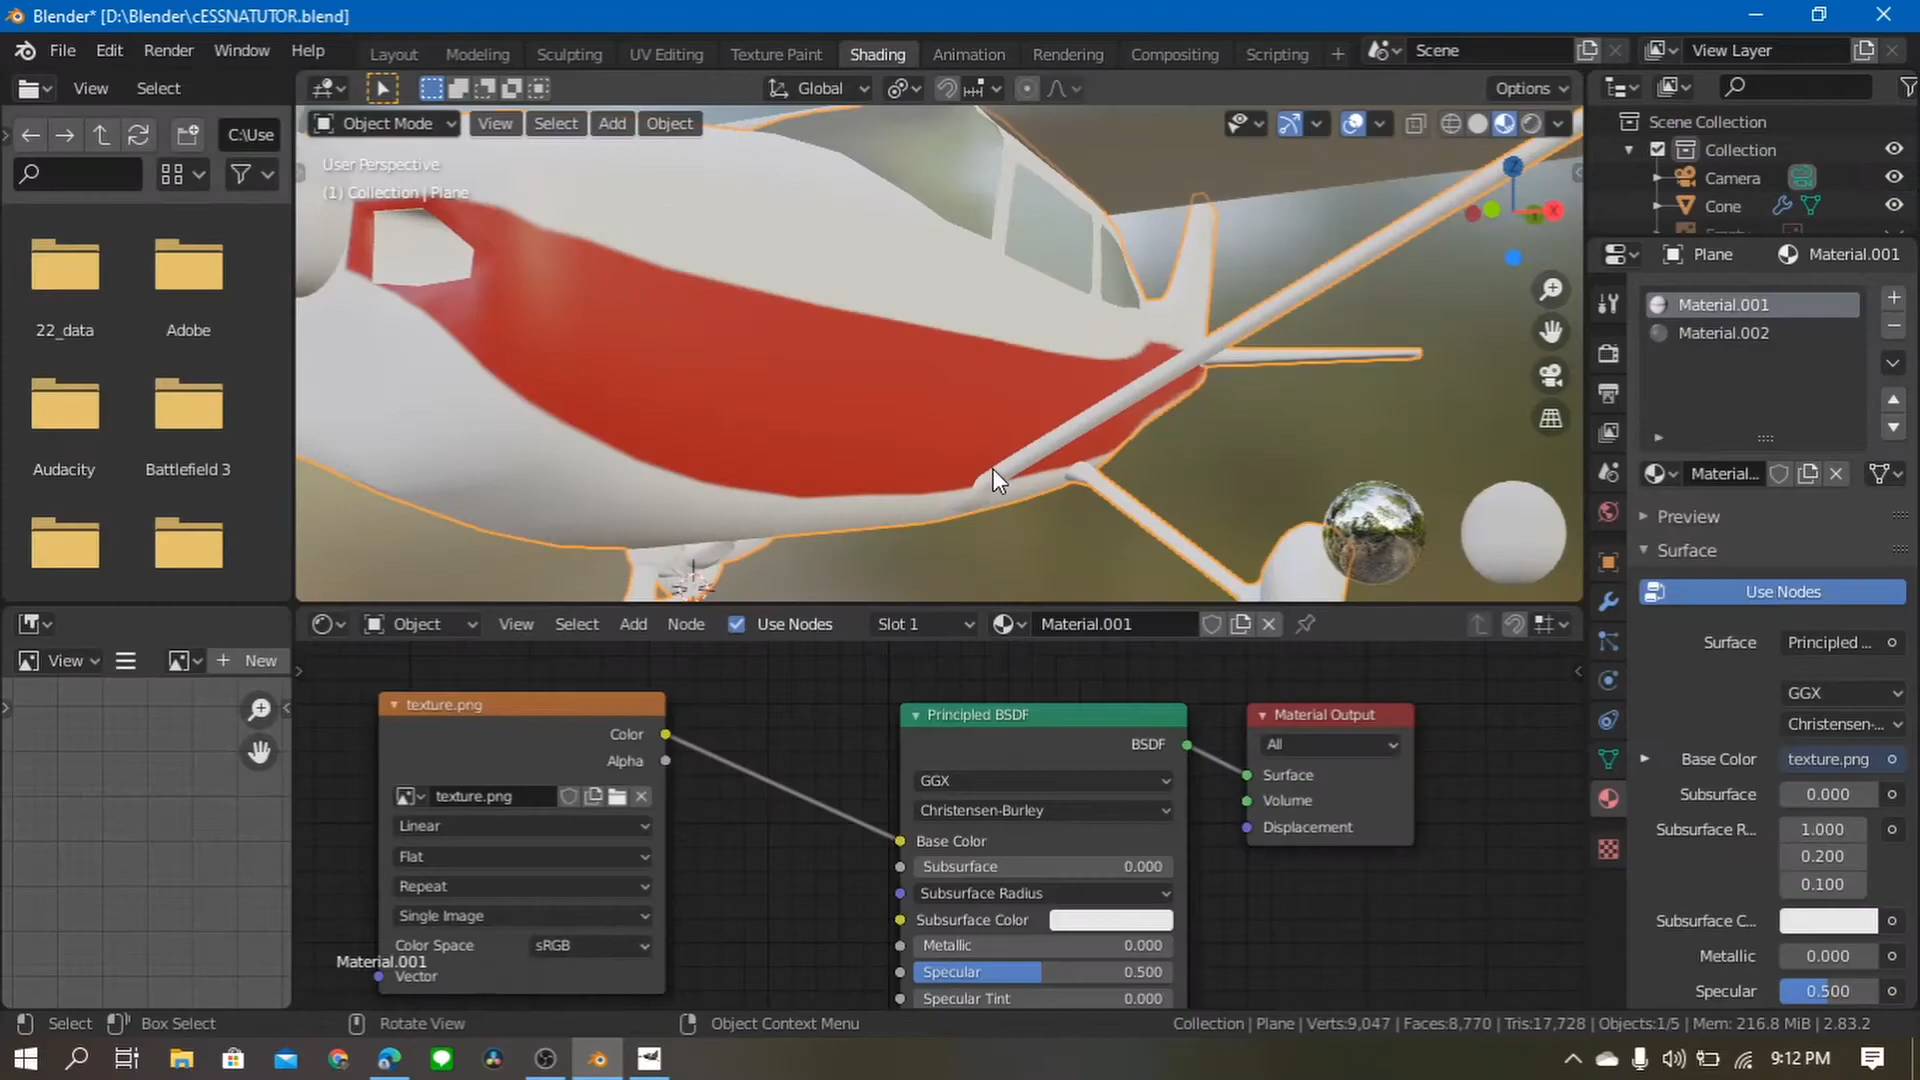 Blender* [D:\Blender\cESSNATUTOR.blend]
File Edit Render Window Help
Layout Modeling Sculpting UV Editing Texture Paint Shading Animation Rendering Compositing Scripting +
Scene
View Layer
View Select
Global
Options
Object Mode View Select Add Object
C:\Use
User Perspective
(1) Collection | Plane
22_data
Adobe
Audacity
Battlefield 3
Z
X
Scene Collection
Collection
Camera
Cone
Plane
Material.001
Material.001
Material.002
Material...
Preview
Surface
Use Nodes
Surface
Principled ...
GGX
Christensen-...
Base Color
texture.png
Subsurface
0.000
Subsurface R...
1.000
0.200
0.100
Subsurface C...
Metallic
0.000
Specular
0.500
View
+ New
Object View Select Add Node Use Nodes Slot 1 Material.001
texture.png
Color
Alpha
texture.png
Linear
Flat
Repeat
Single Image
Color Space
sRGB
Material.001
Vector
Principled BSDF
BSDF
GGX
Christensen-Burley
Base Color
Subsurface 0.000
Subsurface Radius
Subsurface Color
Metallic 0.000
Specular 0.500
Specular Tint 0.000
Material Output
All
Surface
Volume
Displacement
Select
Box Select
Rotate View
Object Context Menu
Collection | Plane | Verts:9,047 | Faces:8,770 | Tris:17,728 | Objects:1/5 | Mem: 216.8 MiB | 2.83.2
9:12 PM